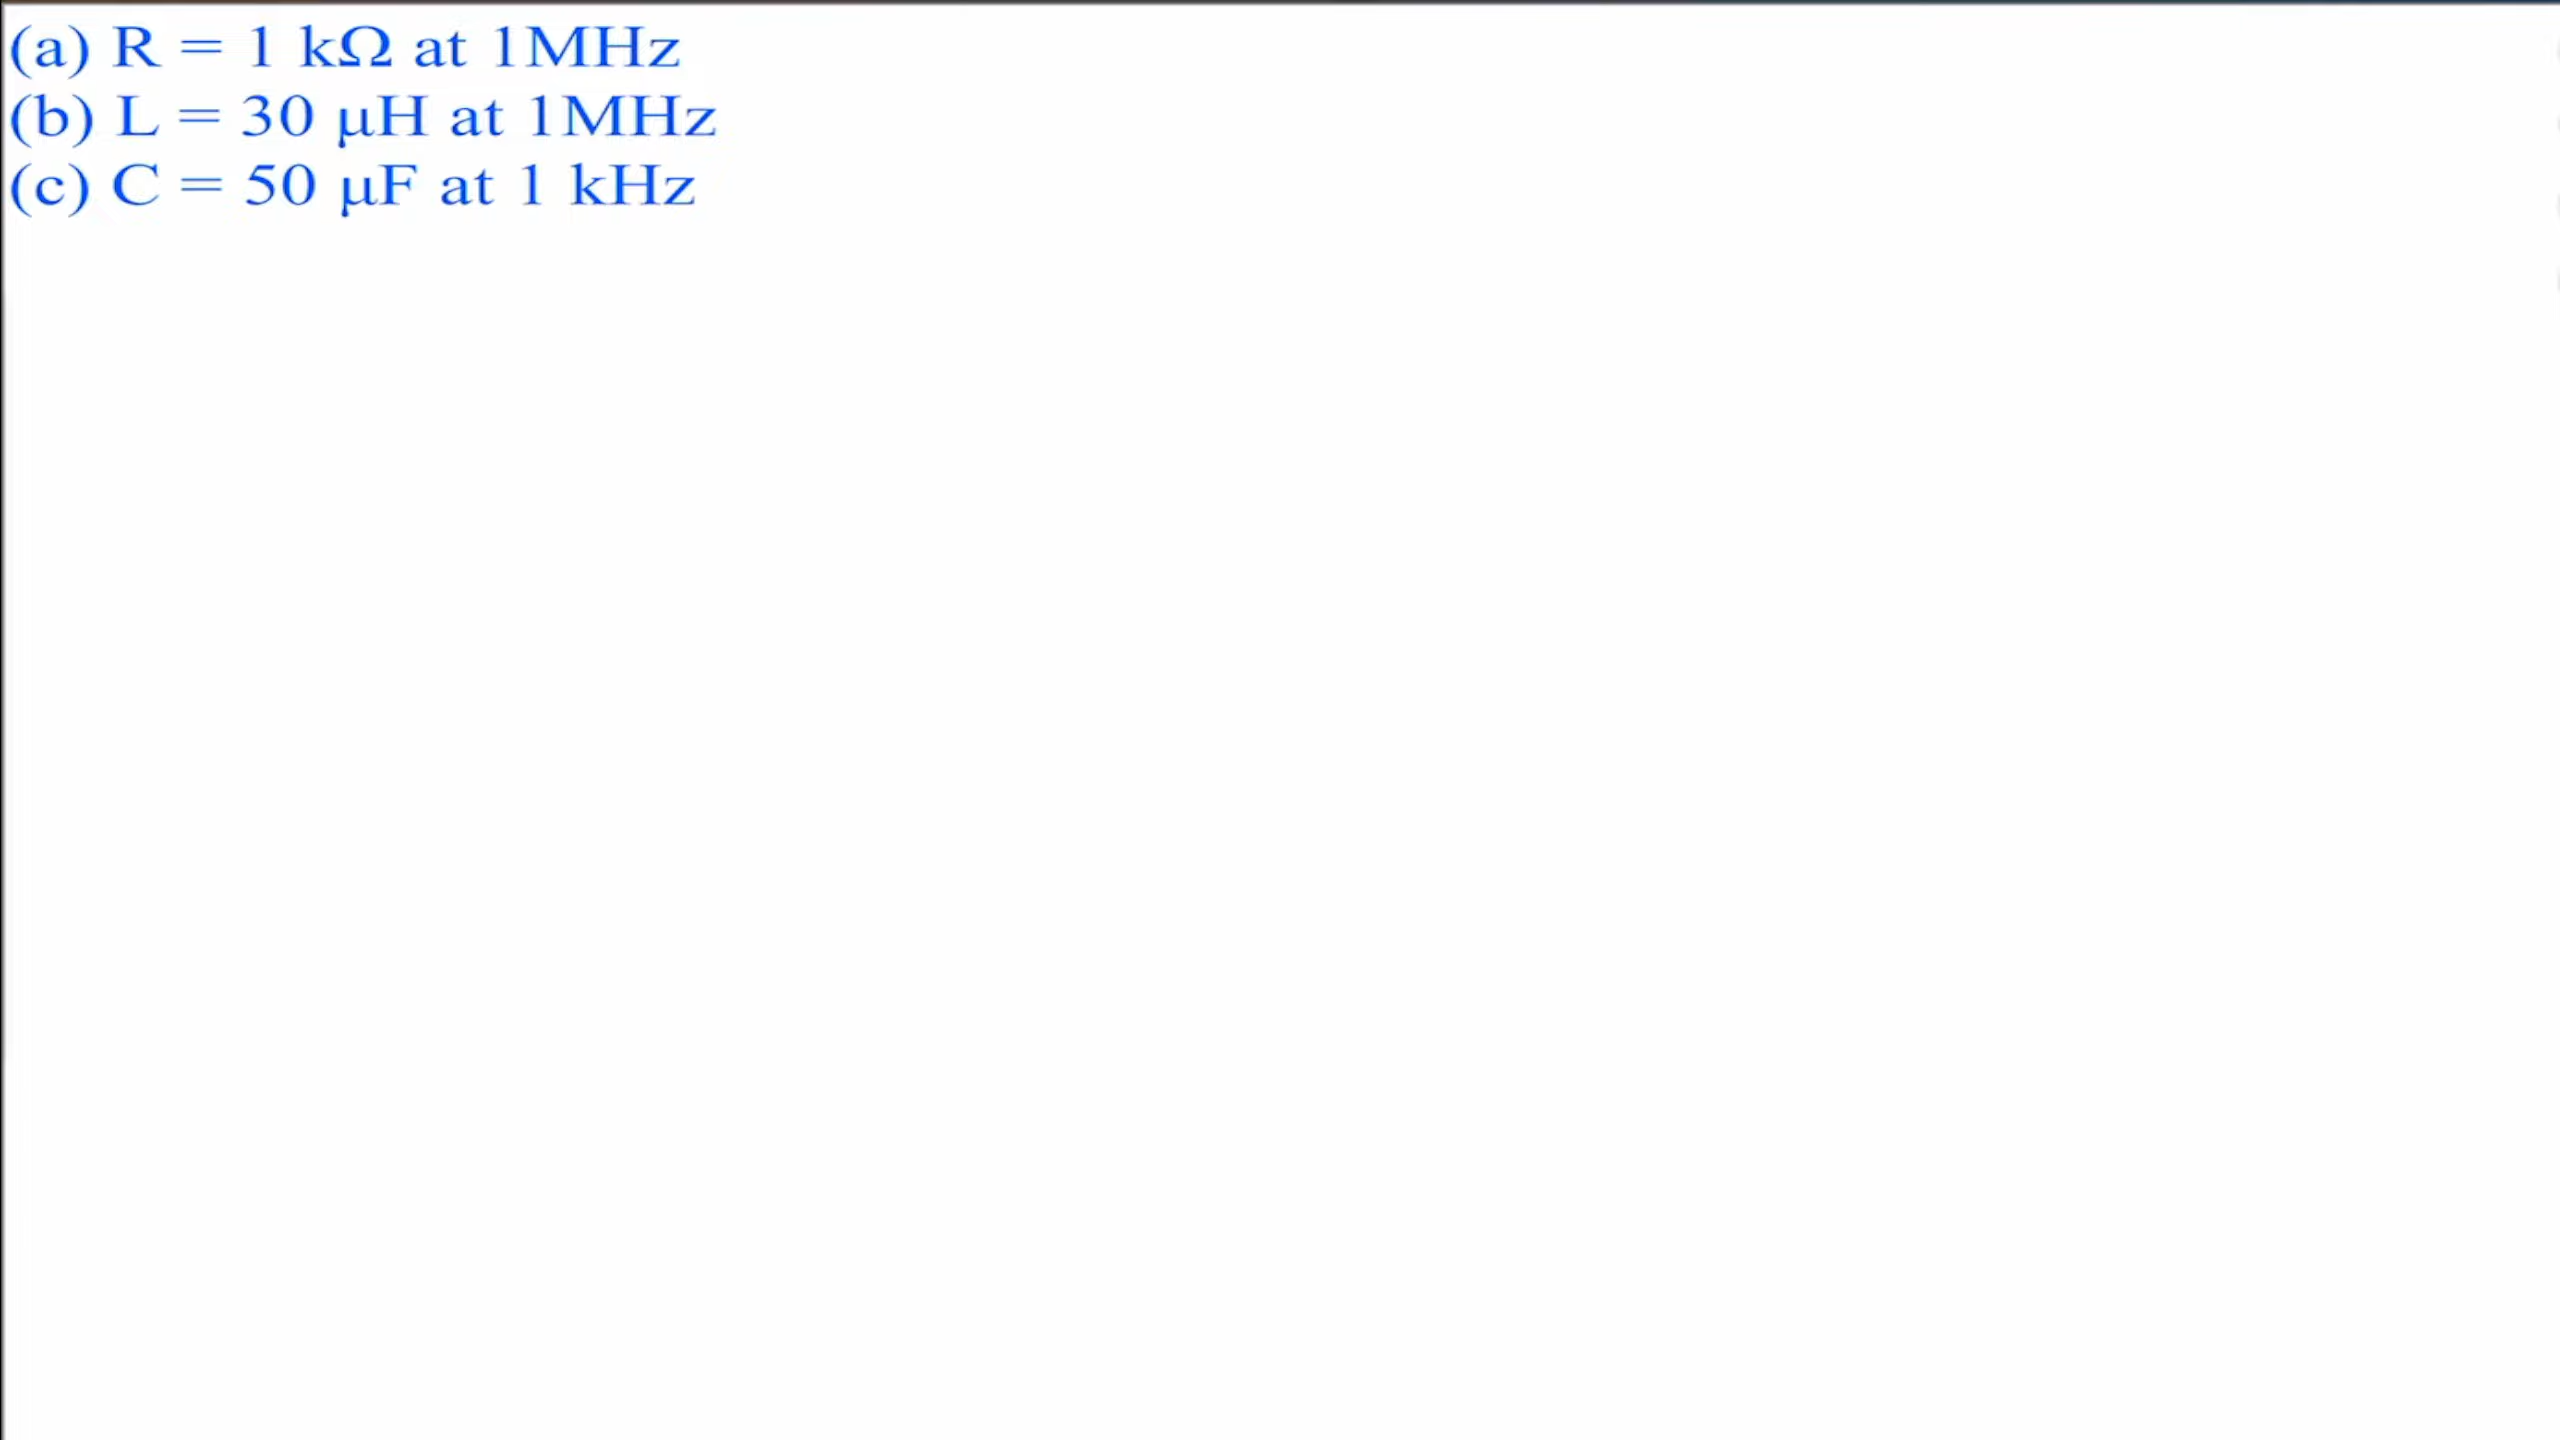 (a) R = 1 kΩ at 1MHz
(b) L = 30 μH at 1MHz
(c) C = 50 μF at 1 kHz